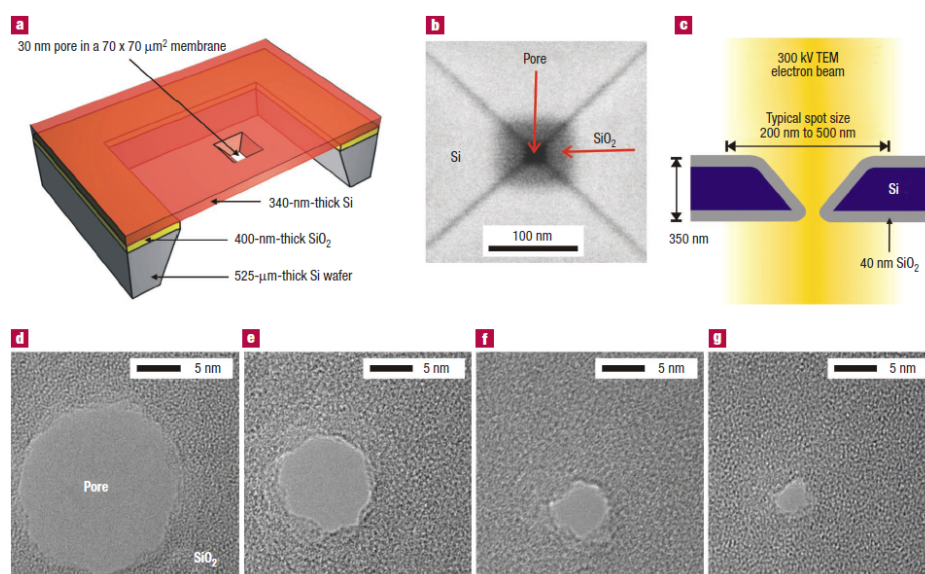 a
30 nm pore in a 70 x 70 μm² membrane
340-nm-thick Si
400-nm-thick SiO₂
525-μm-thick Si wafer
b
Pore
Si
SiO₂
100 nm
c
300 kV TEM
electron beam
Typical spot size
200 nm to 500 nm
Si
350 nm
40 nm SiO₂
d
5 nm
Pore
SiO₂
e
5 nm
f
5 nm
g
5 nm